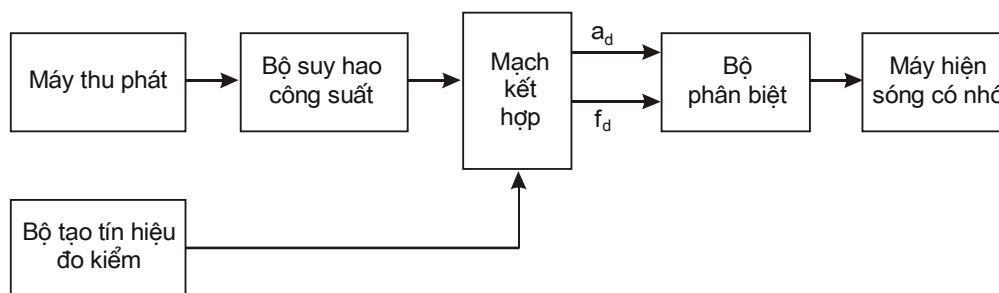 Máy thu phát
Bộ suy hao
công suất
Mạch
kết
hợp
a_d
f_d
Bộ
phân biệt
Máy hiện
sóng có nhớ
Bộ tạo tín hiệu
đo kiểm